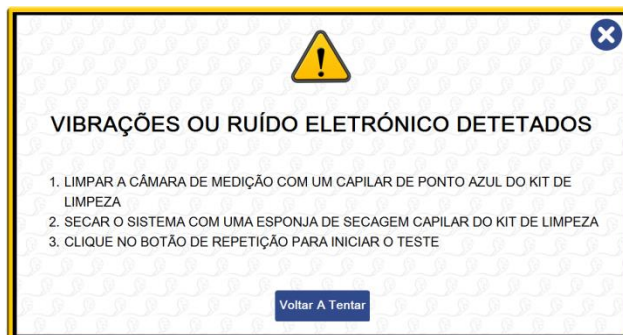 VIBRAÇÕES OU RUÍDO ELETRÓNICO DETETADOS
1. LIMPAR A CÂMARA DE MEDIÇÃO COM UM CAPILAR DE PONTO AZUL DO KIT DE
LIMPEZA
2. SECAR O SISTEMA COM UMA ESPONJA DE SECAGEM CAPILAR DO KIT DE LIMPEZA
3. CLIQUE NO BOTÃO DE REPETIÇÃO PARA INICIAR O TESTE
Voltar A Tentar